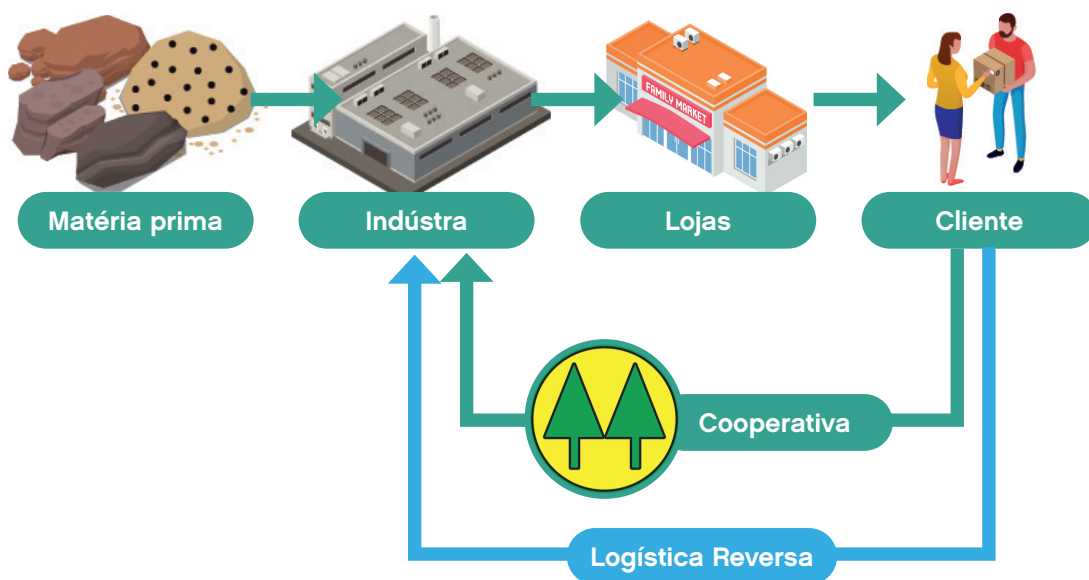 FAMILY MARKET
Matéria prima
Indústra
Lojas
Cliente
Cooperativa
Logística Reversa